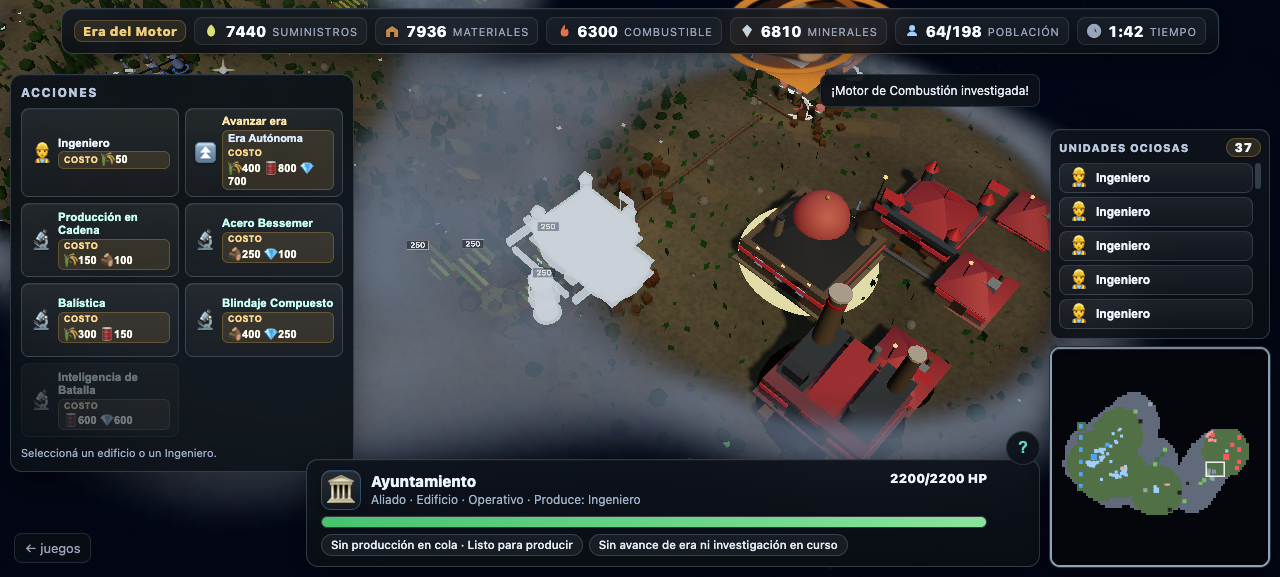 Era del Motor 7440 SUMINISTROS 7936 MATERIALES 6300 COMBUSTIBLE 6810 MINERALES 64/198 POBLACIÓN 1:42 TIEMPO
¡Motor de Combustión investigada!
ACCIONES
Ingeniero
COSTO 50
Avanzar era
Era Autónoma
COSTO
400 800
700
Producción en
Cadena
COSTO
150 100
Acero Bessemer
COSTO
250 100
Balística
COSTO
300 150
Blindaje Compuesto
COSTO
400 250
Inteligencia de
Batalla
COSTO
600 600
Seleccioná un edificio o un Ingeniero.
250
250
250
250
UNIDADES OCIOSAS 37
Ingeniero
Ingeniero
Ingeniero
Ingeniero
Ingeniero
?
Ayuntamiento
2200/2200 HP
Aliado · Edificio · Operativo · Produce: Ingeniero
Sin producción en cola · Listo para producir
Sin avance de era ni investigación en curso
← juegos